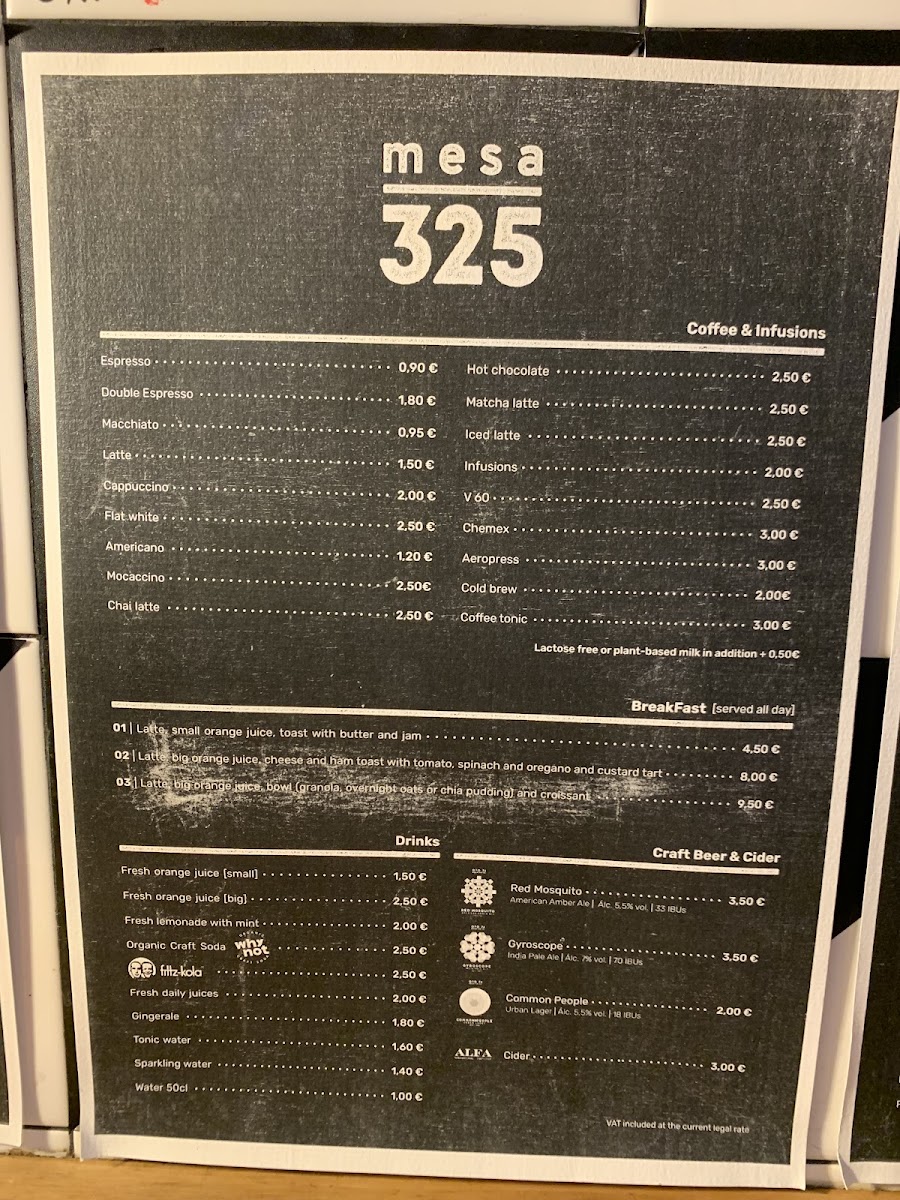 mesa
325
Coffee & Infusions
Espresso 0,90 €
Double Espresso 1,80 €
Macchiato 0,95 €
Latte 1,50 €
Cappuccino 2,00 €
Flat white 2,50 €
Americano 1,20 €
Mocaccino 2,50€
Chai latte 2,50 €
Hot chocolate 2,50 €
Matcha latte 2,50 €
Iced latte 2,50 €
Infusions 2,00 €
V 60 2,50 €
Chemex 3,00 €
Aeropress 3,00 €
Cold brew 2,00€
Coffee tonic 3,00 €
Lactose free or plant-based milk in addition + 0,50€
BreakFast [served all day]
01 | Latte, small orange juice, toast with butter and jam 4,50 €
02 | Latte, big orange juice, cheese and ham toast with tomato, spinach and oregano and custard tart 8,00 €
03 | Latte, big orange juice, bowl (granola, overnight oats or chia pudding) and croissant 9,50 €
Drinks
Fresh orange juice [small] 1,50 €
Fresh orange juice [big] 2,50 €
Fresh lemonade with mint 2,00 €
Organic Craft Soda why not 2,50 €
fritz-kola 2,50 €
Fresh daily juices 2,00 €
Gingerale 1,80 €
Tonic water 1,60 €
Sparkling water 1,40 €
Water 50cl 1,00 €
Craft Beer & Cider
RED MOSQUITO
Red Mosquito 3,50 €
American Amber Ale | Alc. 5.5% vol. | 33 IBUs
GYROSCOPE
Gyroscope 3,50 €
India Pale Ale | Alc. 7% vol. | 70 IBUs
COMMON PEOPLE
Common People 2,00 €
Urban Lager | Alc. 5.5% vol. | 18 IBUs
ALFA
Cider 3,00 €
VAT included at the current legal rate